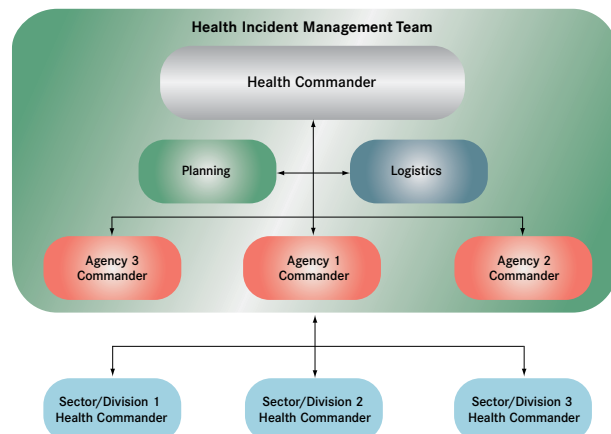 Health Incident Management Team
Health Commander
Planning
Logistics
Agency 3
Commander
Agency 1
Commander
Agency 2
Commander
Sector/Division 1
Health Commander
Sector/Division 2
Health Commander
Sector/Division 3
Health Commander